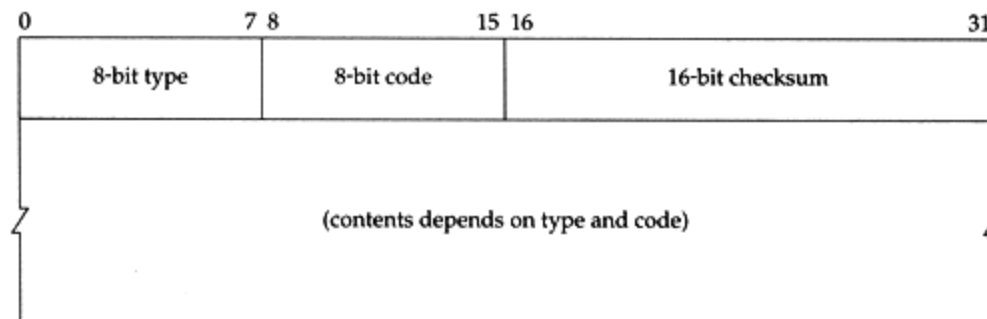 0 7 8 15 16 31
8-bit type 8-bit code 16-bit checksum
(contents depends on type and code)